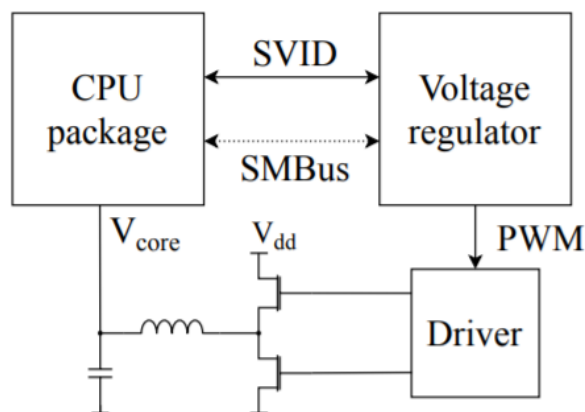 CPU
package
SVID
SMBus
Voltage
regulator
V_core
V_dd
PWM
Driver